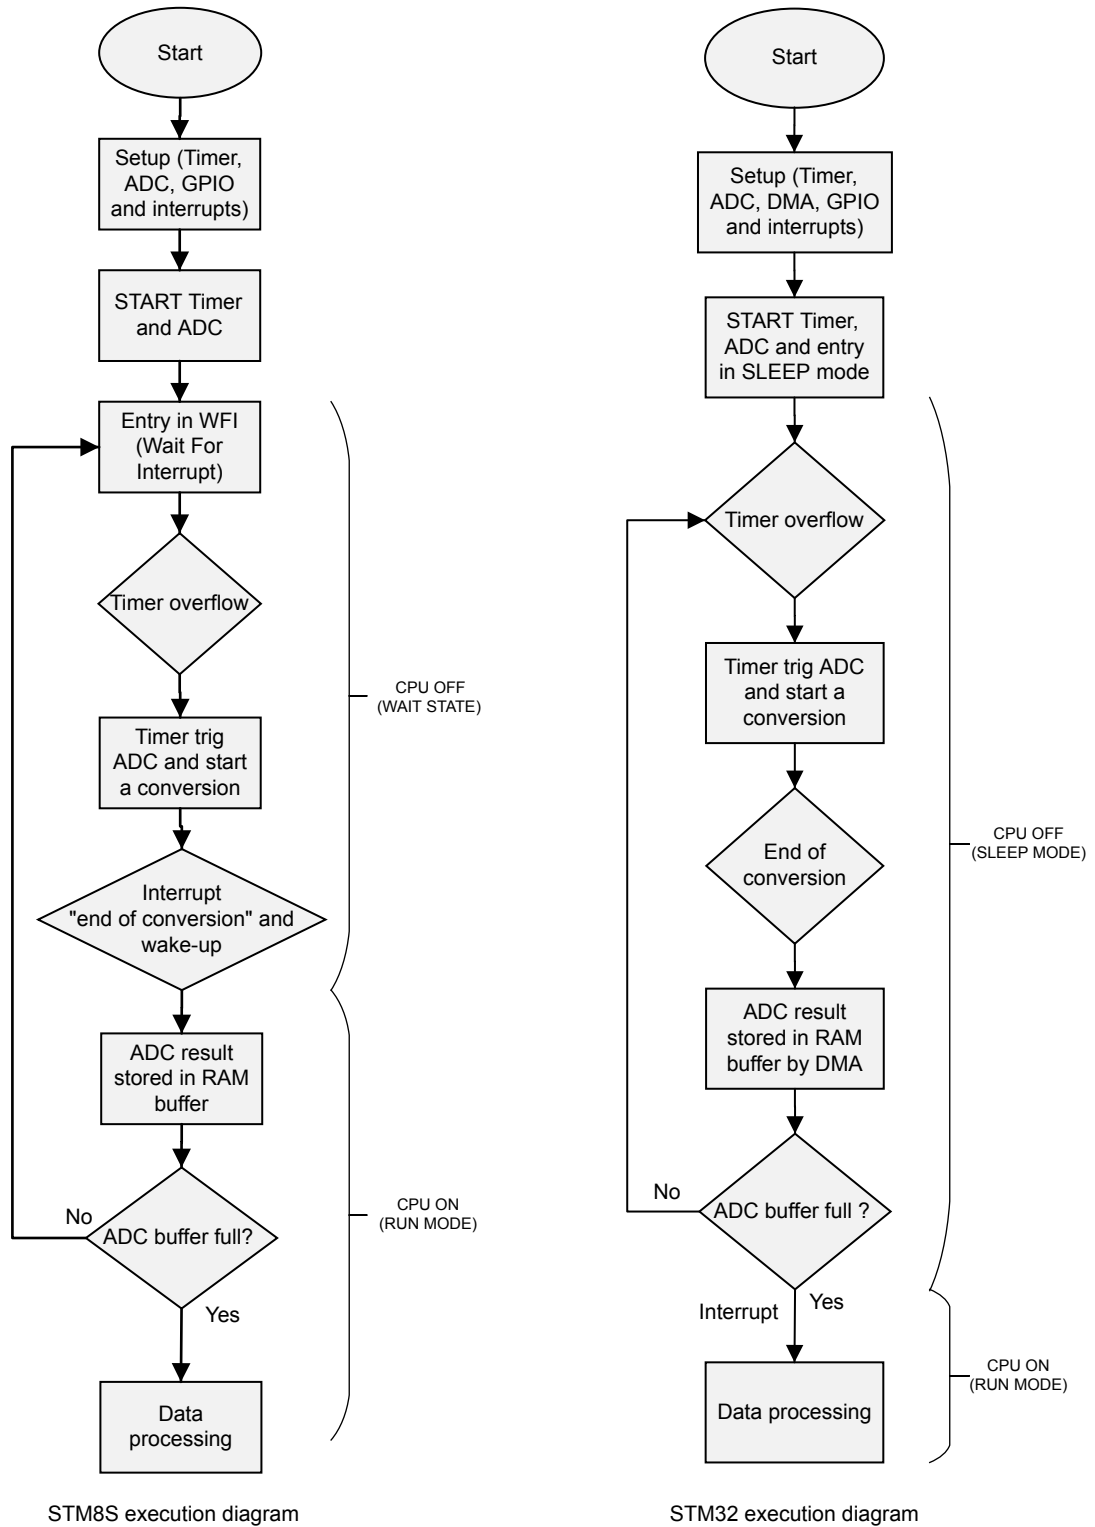 Start
Setup (Timer,
ADC, GPIO
and interrupts)
START Timer
and ADC
Entry in WFI
(Wait For
Interrupt)
Timer overflow
CPU OFF
(WAIT STATE)
Timer trig
ADC and start
a conversion
Interrupt
"end of conversion" and
wake-up
ADC result
stored in RAM
buffer
No
ADC buffer full?
CPU ON
(RUN MODE)
Yes
Data
processing
STM8S execution diagram
Start
Setup (Timer,
ADC, DMA, GPIO
and interrupts)
START Timer,
ADC and entry
in SLEEP mode
Timer overflow
Timer trig ADC
and start a
conversion
End of
conversion
CPU OFF
(SLEEP MODE)
ADC result
stored in RAM
buffer by DMA
No
ADC buffer full ?
Interrupt
Yes
CPU ON
(RUN MODE)
Data processing
STM32 execution diagram